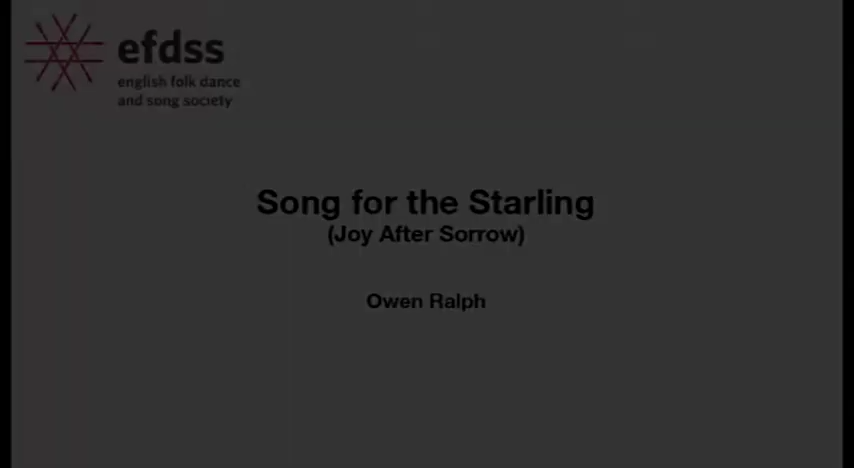 efdss
english folk dance
and song society
Song for the Starling
(Joy After Sorrow)
Owen Ralph